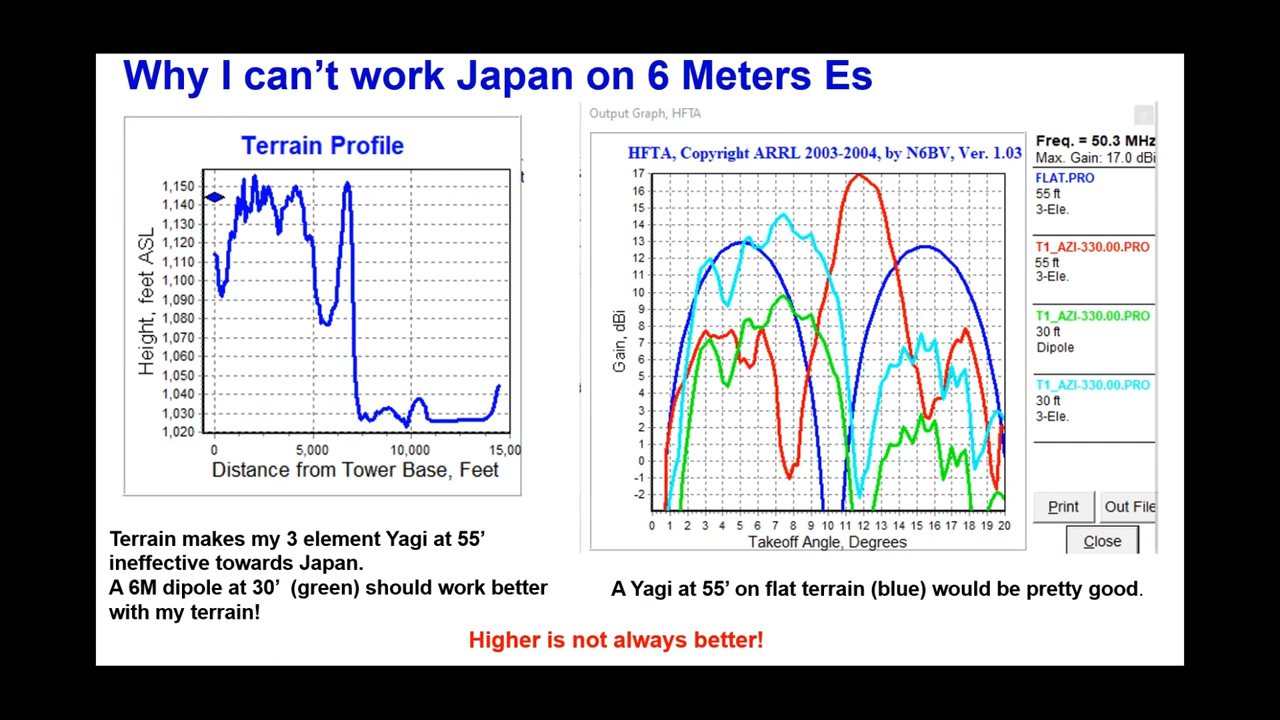 Why I can't work Japan on 6 Meters Es
Terrain Profile
Height, feet ASL
1,150
1,140
1,130
1,120
1,110
1,100
1,090
1,080
1,070
1,060
1,050
1,040
1,030
1,020
0
5,000
10,000
15,00
Distance from Tower Base, Feet
t
Output Graph, HFTA
HFTA, Copyright ARRL 2003-2004, by N6BV, Ver. 1.03
Gain, dBi
17
16
15
14
13
12
11
10
9
8
7
6
5
4
3
2
1
0
-1
-2
0 1 2 3 4 5 6 7 8 9 10 11 12 13 14 15 16 17 18 19 20
Takeoff Angle, Degrees
Freq. = 50.3 MHz
Max. Gain: 17.0 dBi
FLAT.PRO
55 ft
3-Ele.
T1_AZI-330.00.PRO
55 ft
3-Ele.
T1_AZI-330.00.PRO
30 ft
Dipole
T1_AZI-330.00.PRO
30 ft
3-Ele.
Print
Out File
Close
Terrain makes my 3 element Yagi at 55'
ineffective towards Japan.
A 6M dipole at 30' (green) should work better
with my terrain!
A Yagi at 55' on flat terrain (blue) would be pretty good.
Higher is not always better!